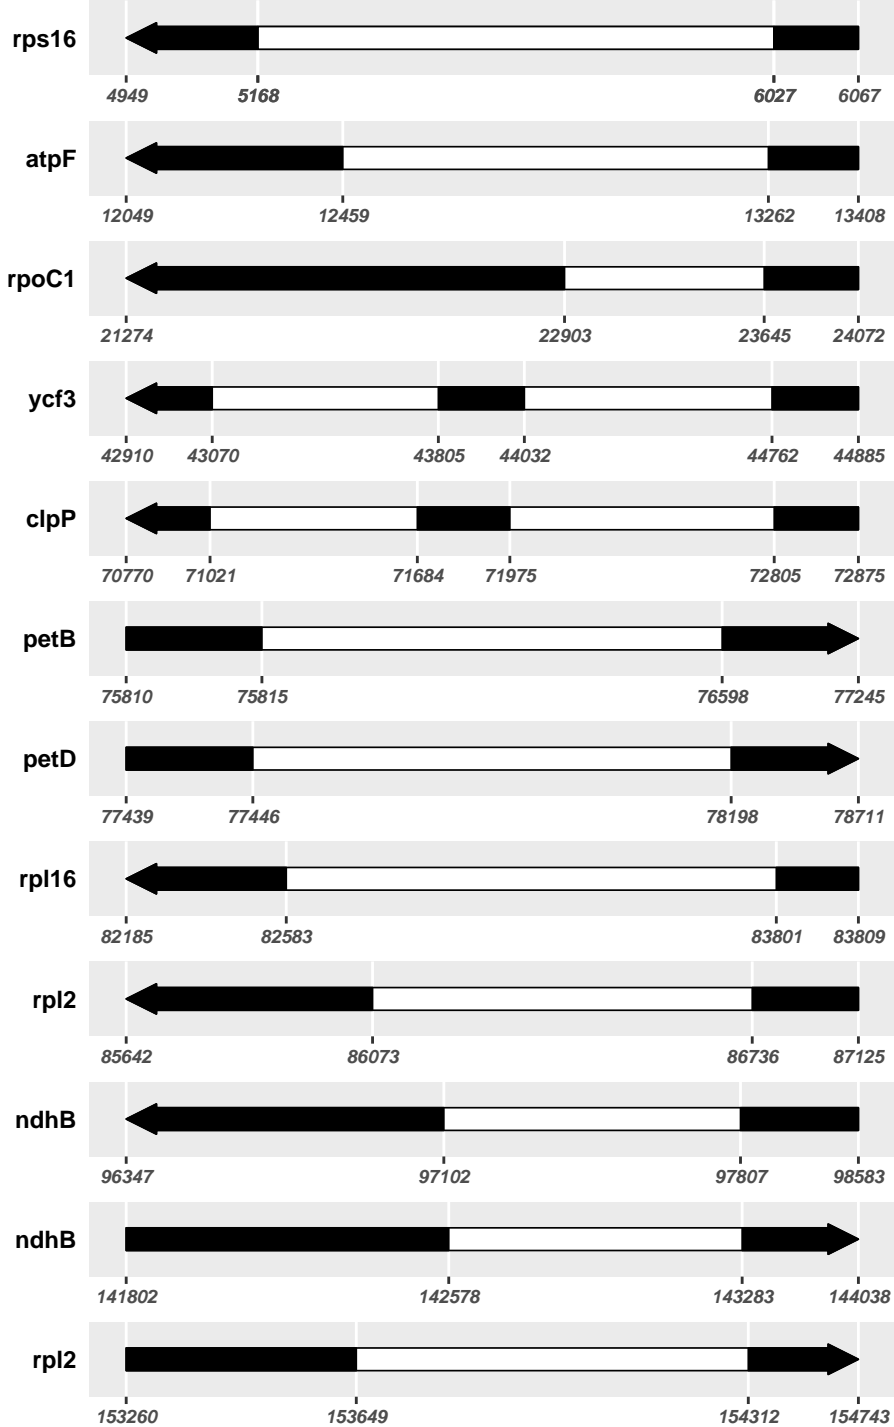 rps16
4949 5168 6027 6067
atpF
12049 12459 13262 13408
rpoC1
21274 22903 23645 24072
ycf3
42910 43070 43805 44032 44762 44885
clpP
70770 71021 71684 71975 72805 72875
petB
75810 75815 76598 77245
petD
77439 77446 78198 78711
rpl16
82185 82583 83801 83809
rpl2
85642 86073 86736 87125
ndhB
96347 97102 97807 98583
ndhB
141802 142578 143283 144038
rpl2
153260 153649 154312 154743